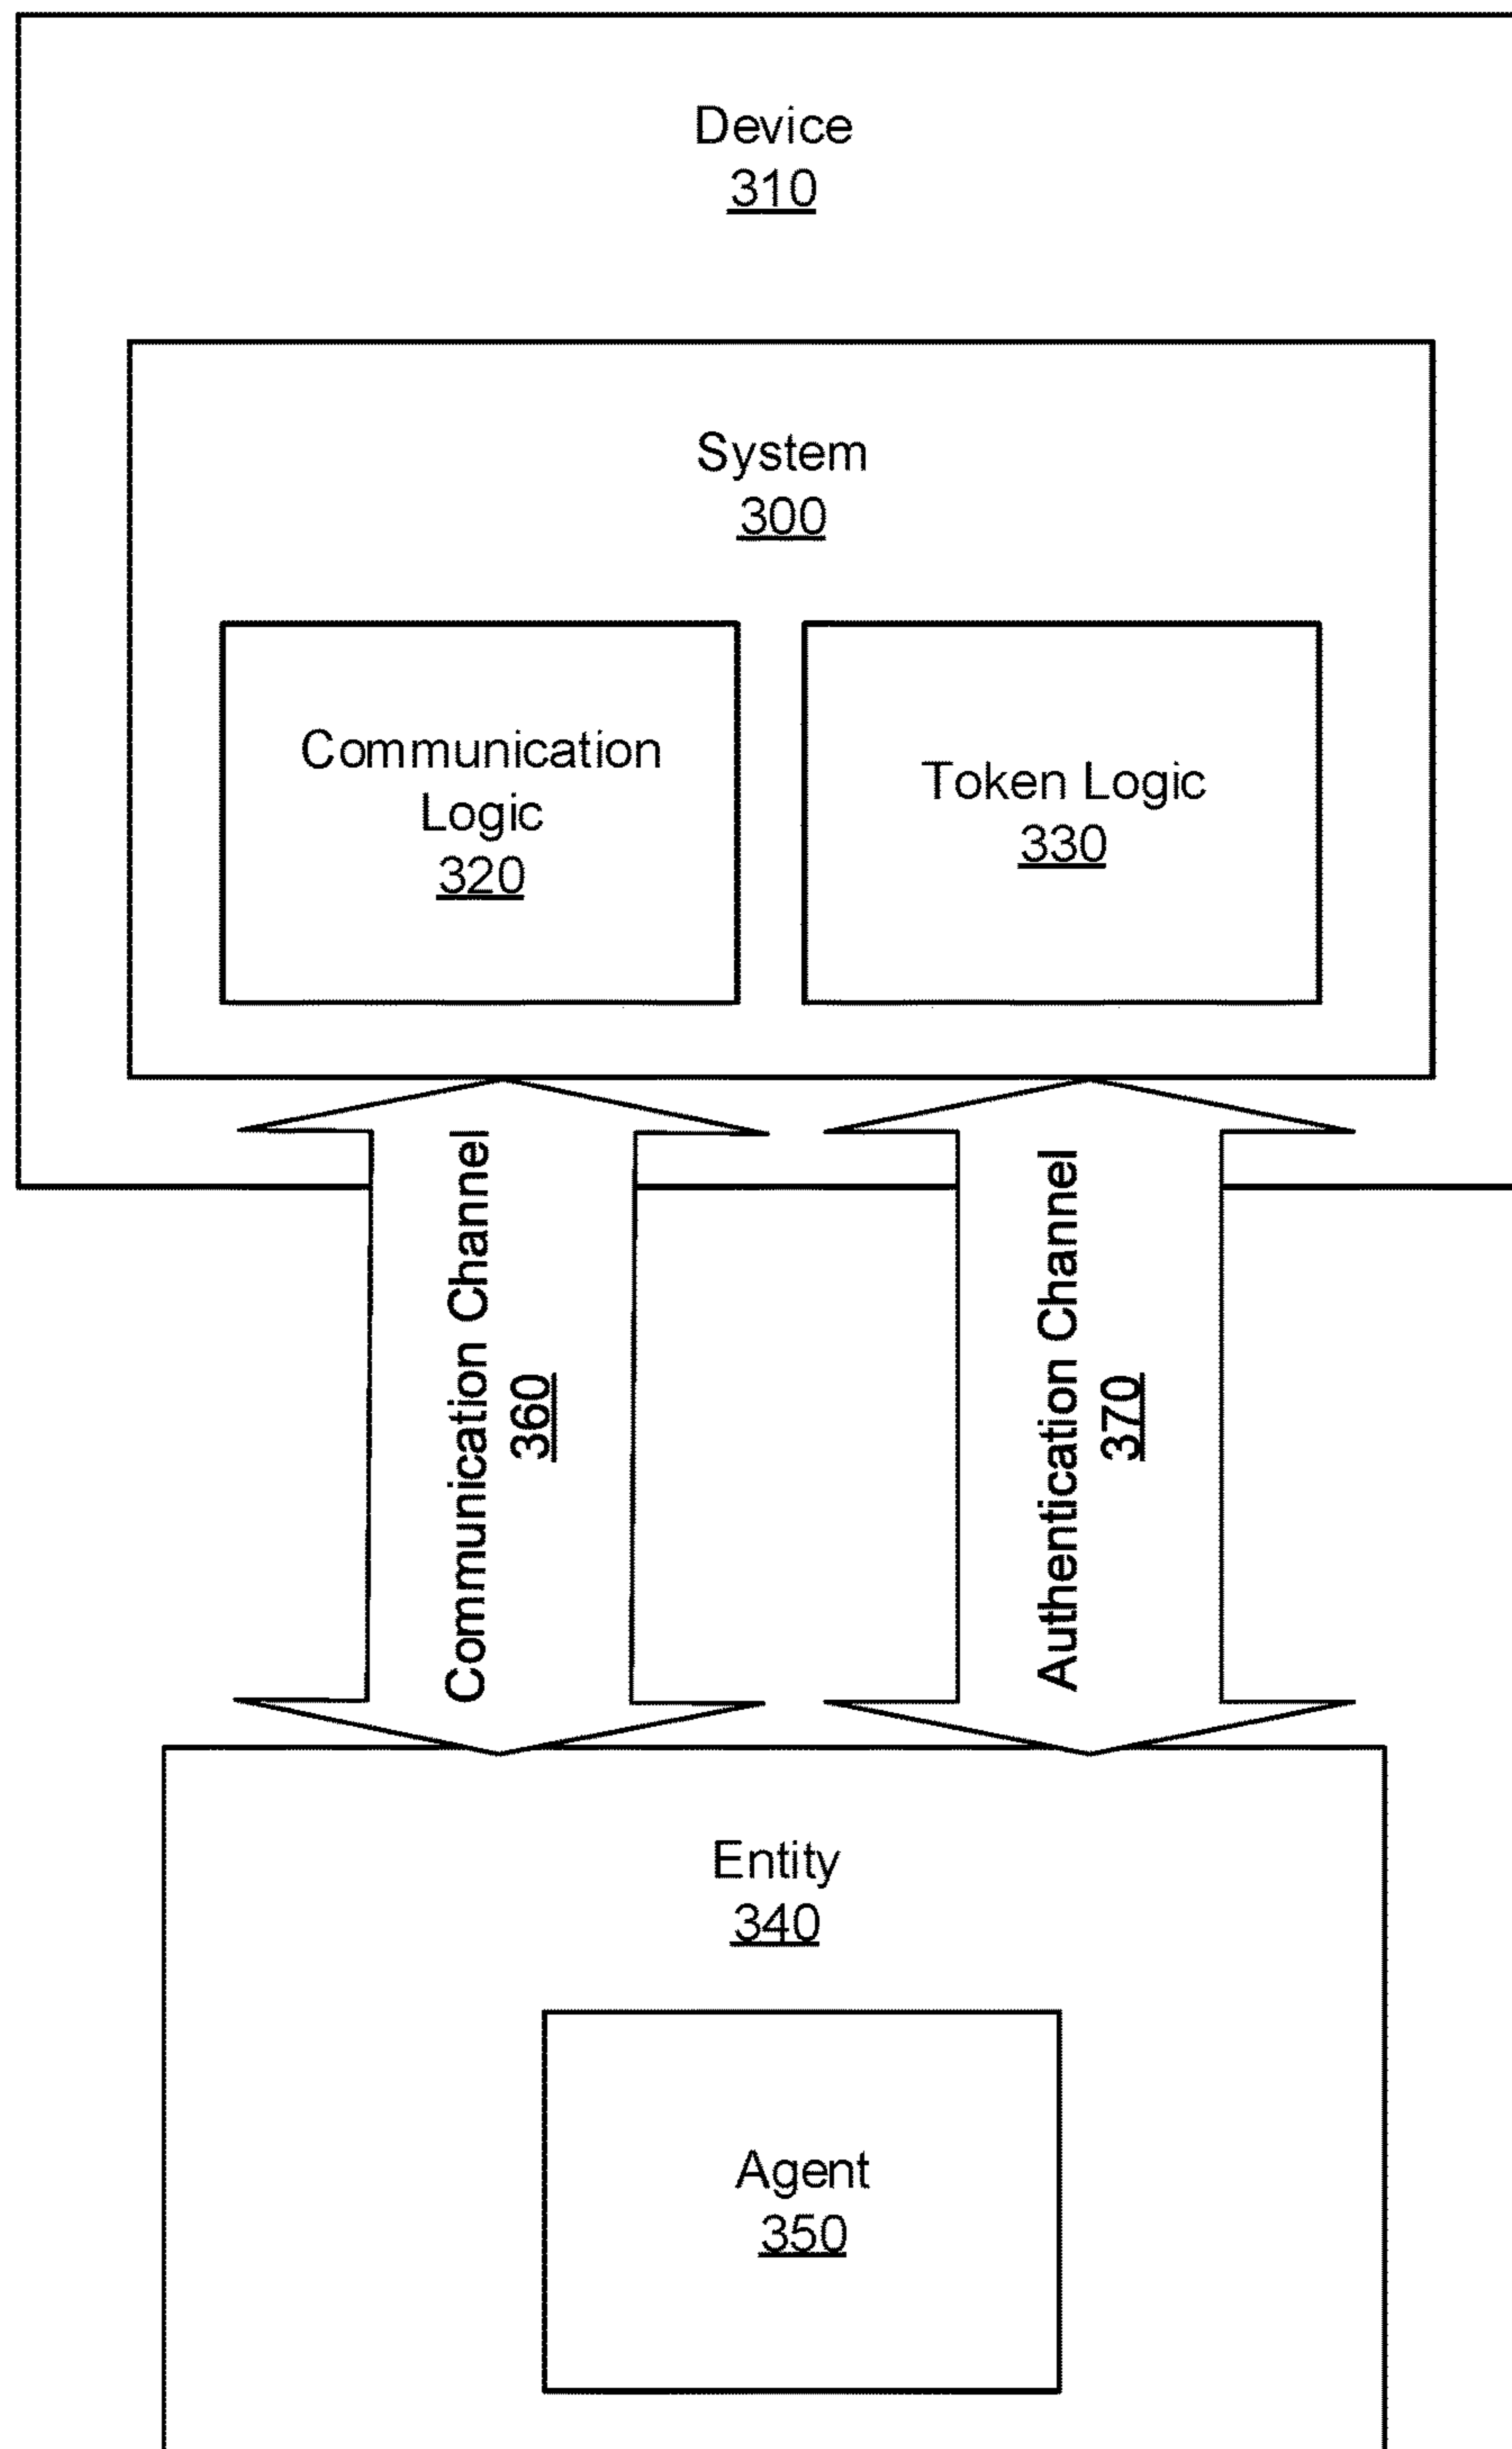 Device
310
System
300
Communication
Logic
320
Token Logic
330
Communication Channel
360
Authentication Channel
370
Entity
340
Agent
350